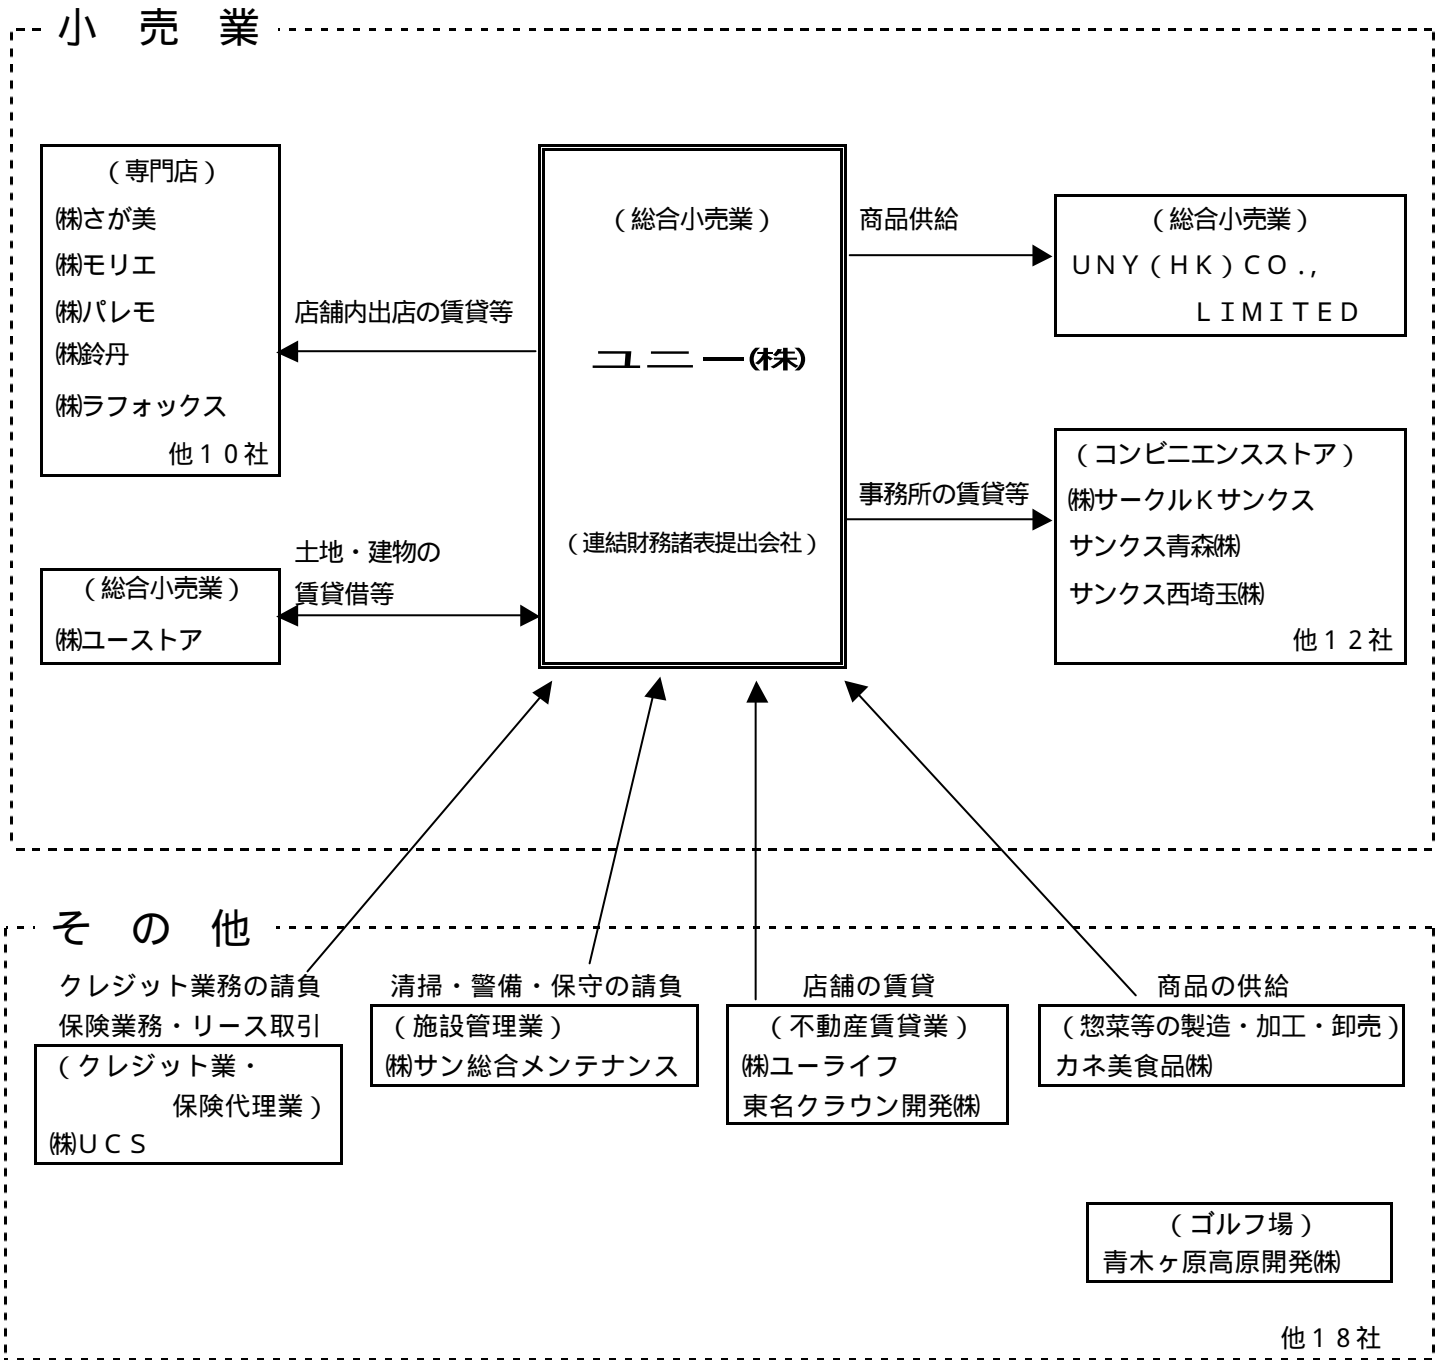 小　売　業
（専門店）
㈱さが美
㈱モリエ
㈱パレモ
㈱鈴丹
㈱ラフォックス
他１０社
店舗内出店の賃貸等
（総合小売業）
ユニー㈱
（連結財務諸表提出会社）
商品供給
（総合小売業）
ＵＮＹ（ＨＫ）ＣＯ．，
ＬＩＭＩＴＥＤ
事務所の賃貸等
（コンビニエンスストア）
㈱サークルＫサンクス
サンクス青森㈱
サンクス西埼玉㈱
他１２社
土地・建物の
賃貸借等
（総合小売業）
㈱ユーストア
そ　の　他
クレジット業務の請負
保険業務・リース取引
（クレジット業・
保険代理業）
㈱ＵＣＳ
清掃・警備・保守の請負
（施設管理業）
㈱サン総合メンテナンス
店舗の賃貸
（不動産賃貸業）
㈱ユーライフ
東名クラウン開発㈱
商品の供給
（惣菜等の製造・加工・卸売）
カネ美食品㈱
（ゴルフ場）
青木ヶ原高原開発㈱
他１８社